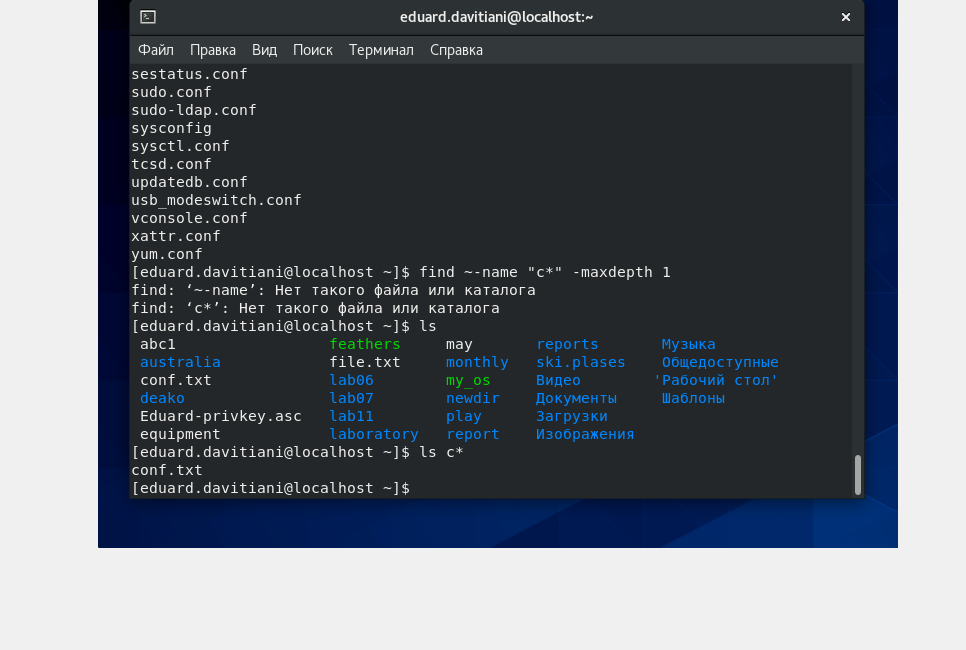 eduard.davitiani@localhost:~
Файл Правка Вид Поиск Терминал Справка
sestatus.conf
sudo.conf
sudo-ldap.conf
sysconfig
sysctl.conf
tcsd.conf
updatedb.conf
usb_modeswitch.conf
vconsole.conf
xattr.conf
yum.conf
[eduard.davitiani@localhost ~]$ find ~-name "c*" -maxdepth 1
find: ‘~-name’: Нет такого файла или каталога
find: ‘c*’: Нет такого файла или каталога
[eduard.davitiani@localhost ~]$ ls
abc1 feathers may reports Музыка
australia file.txt monthly ski.plases Общедоступные
conf.txt lab06 my_os Видео 'Рабочий стол'
deako lab07 newdir Документы Шаблоны
Eduard-privkey.asc lab11 play Загрузки
equipment laboratory report Изображения
[eduard.davitiani@localhost ~]$ ls c*
conf.txt
[eduard.davitiani@localhost ~]$